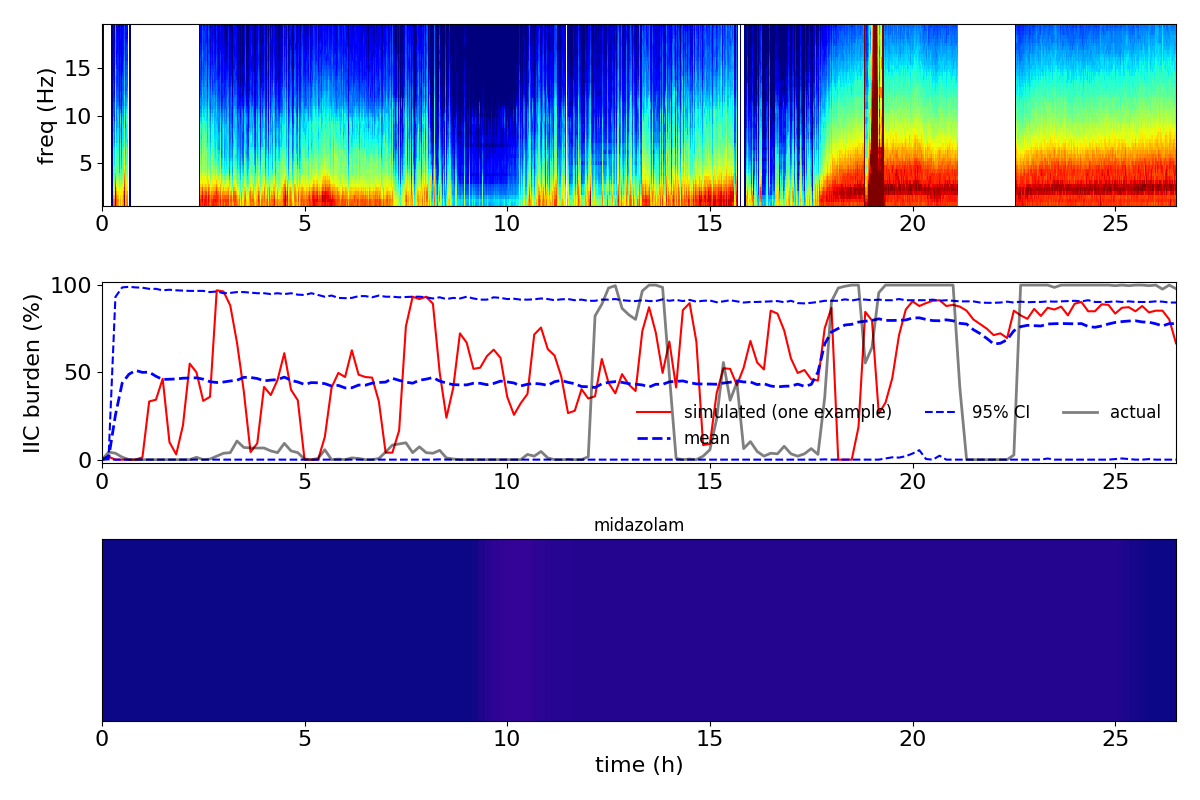 15
10
5
freq (Hz)
0 5 10 15 20 25
100
50
0
IIC burden (%)
simulated (one example)
mean
95% CI
actual
0 5 10 15 20 25
midazolam
0 5 10 15 20 25
time (h)